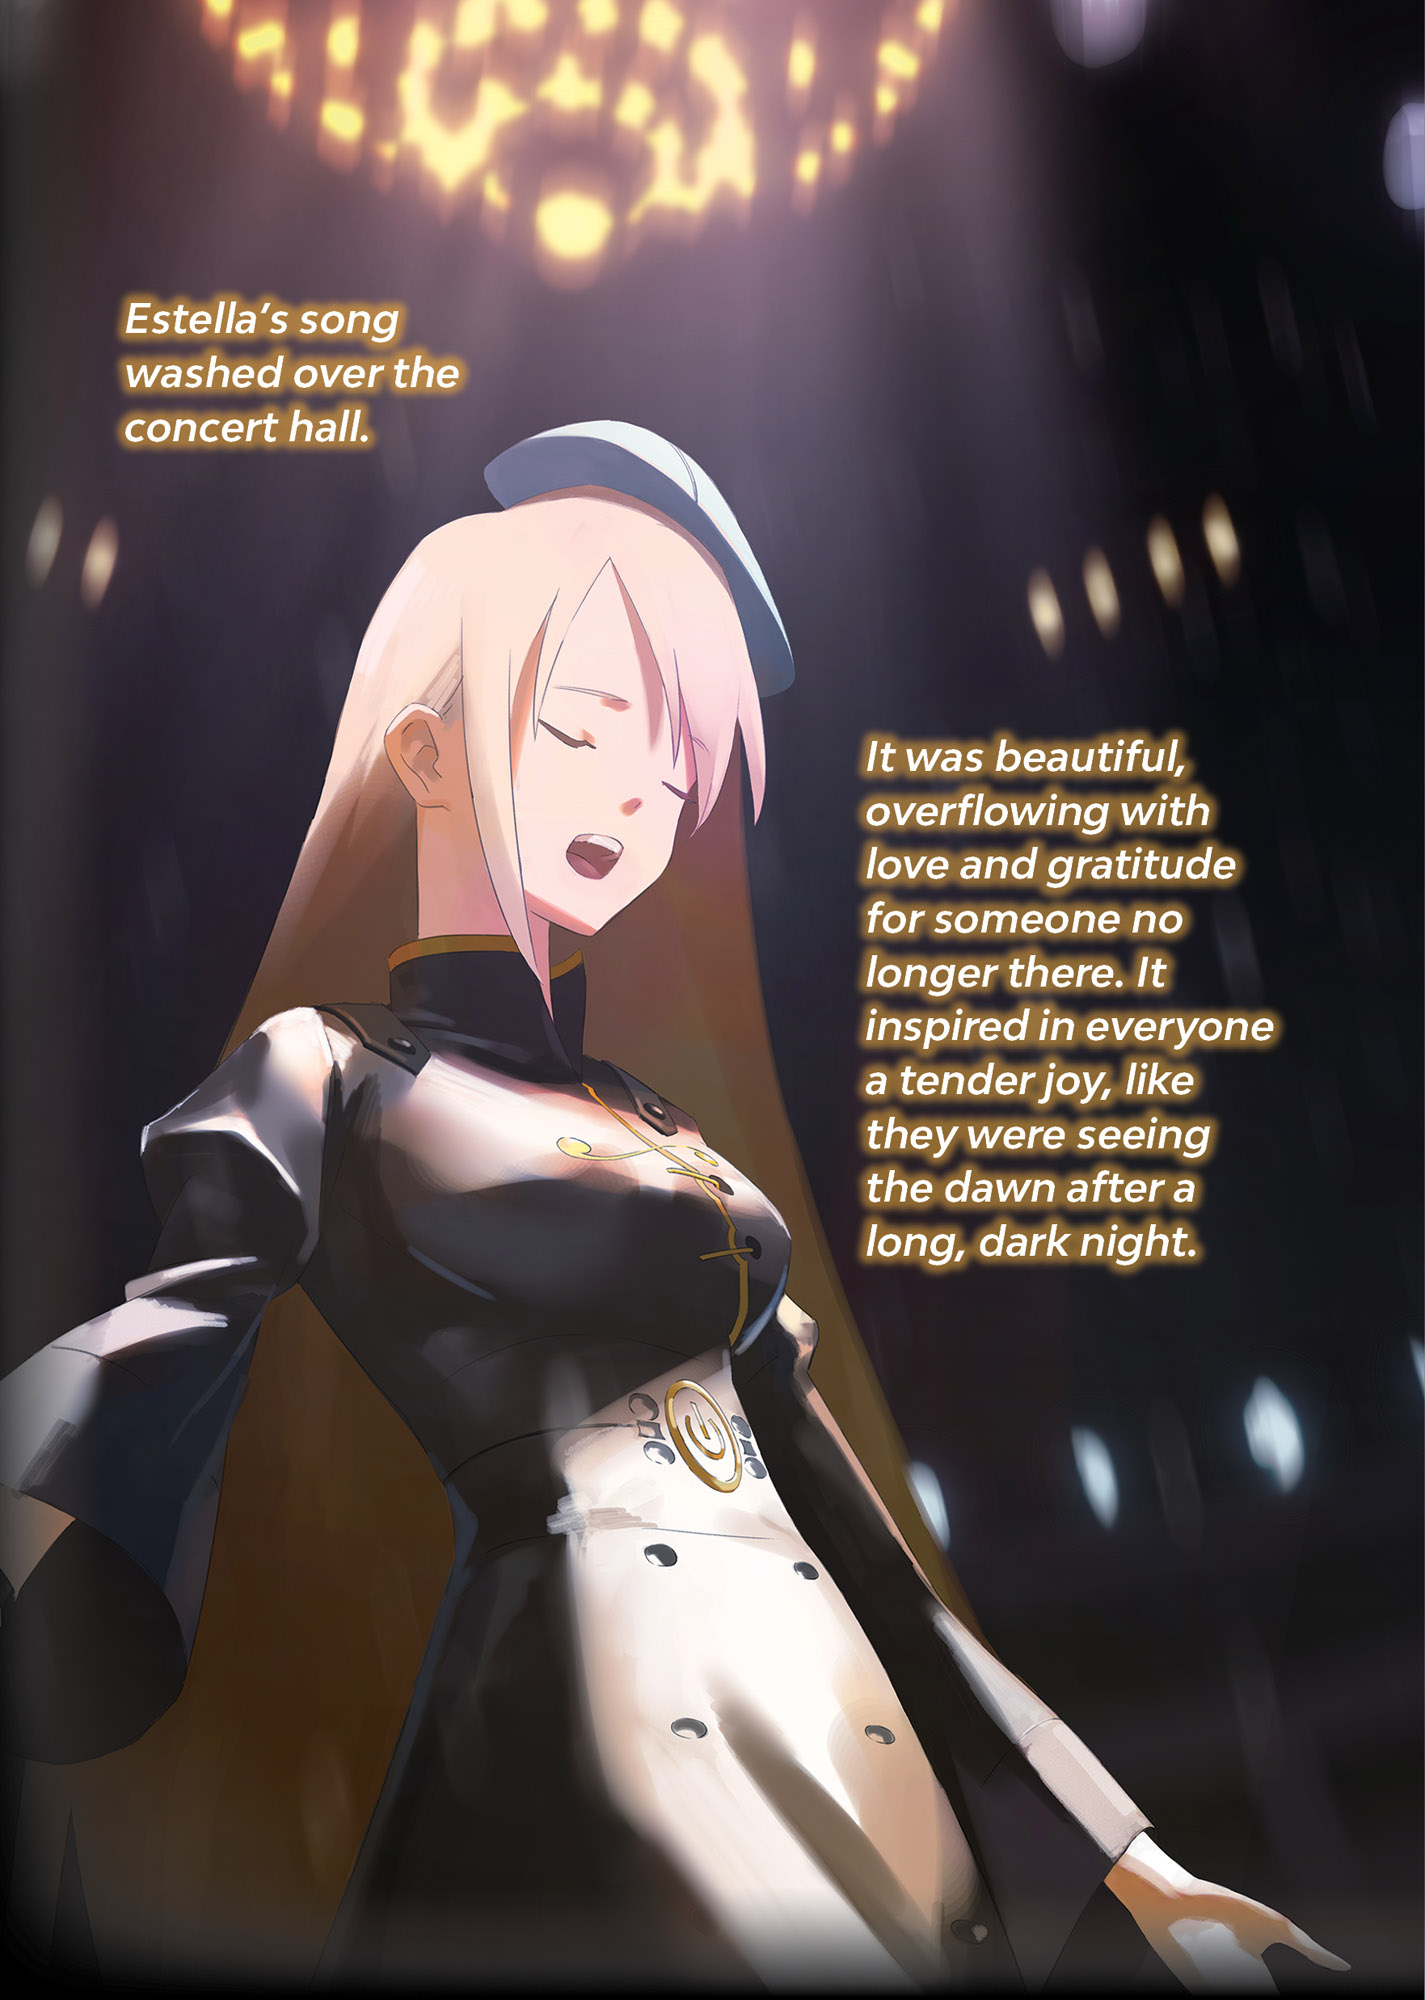 Estella’s song
washed over the
concert hall.
It was beautiful,
overflowing with
love and gratitude
for someone no
longer there. It
inspired in everyone
a tender joy, like
they were seeing
the dawn after a
long, dark night.